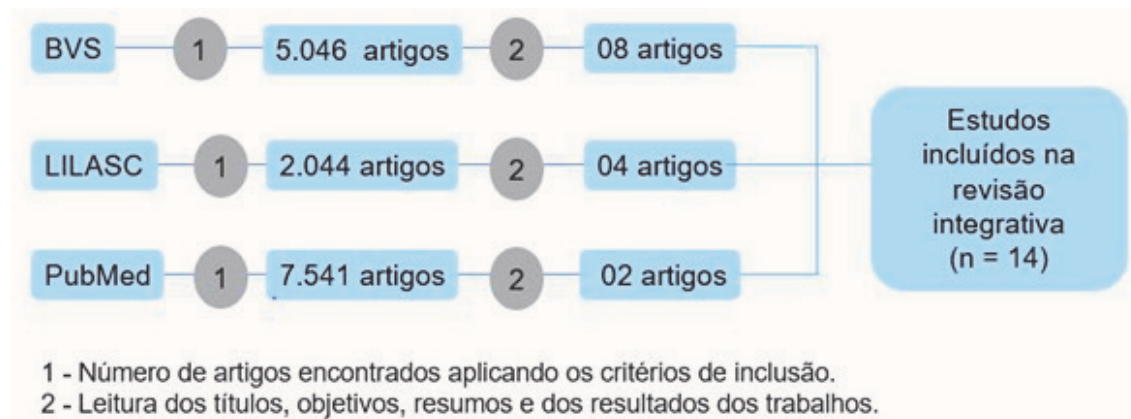 BVS 1 5.046 artigos 2 08 artigos
LILASC 1 2.044 artigos 2 04 artigos
PubMed 1 7.541 artigos 2 02 artigos
Estudos
incluídos na
revisão
integrativa
(n = 14)
1 - Número de artigos encontrados aplicando os critérios de inclusão.
2 - Leitura dos títulos, objetivos, resumos e dos resultados dos trabalhos.